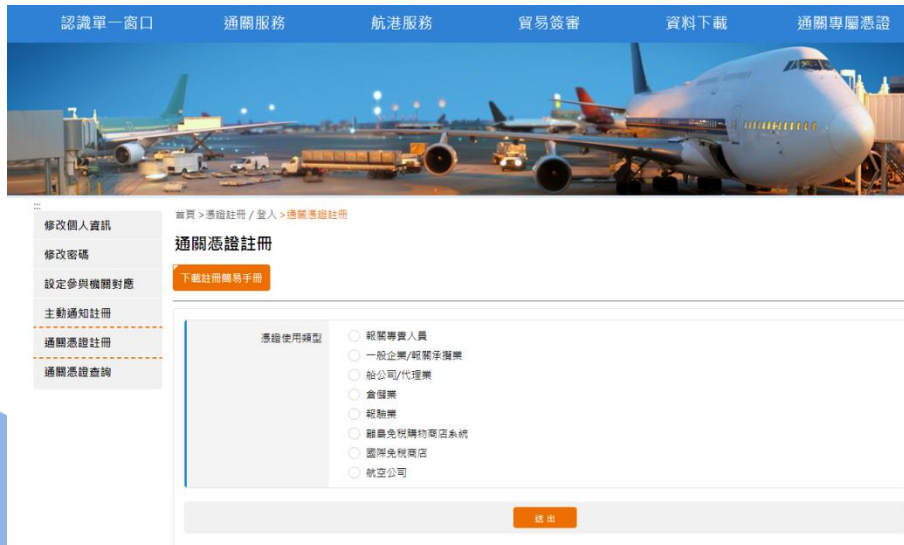 認識單一窗口 通關服務 航港服務 貿易簽審 資料下載 通關專屬憑證
:::
修改個人資訊
修改密碼
設定參與機關對應
主動通知註冊
通關憑證註冊
通關憑證查詢
首頁 >憑證註冊 / 登入 >通關憑證註冊
通關憑證註冊
下載註冊簡易手冊
憑證使用類型
報關專責人員
一般企業/報關承攬業
船公司/代理業
倉儲業
報驗業
離島免稅購物商店系統
國際免稅商店
航空公司
送出